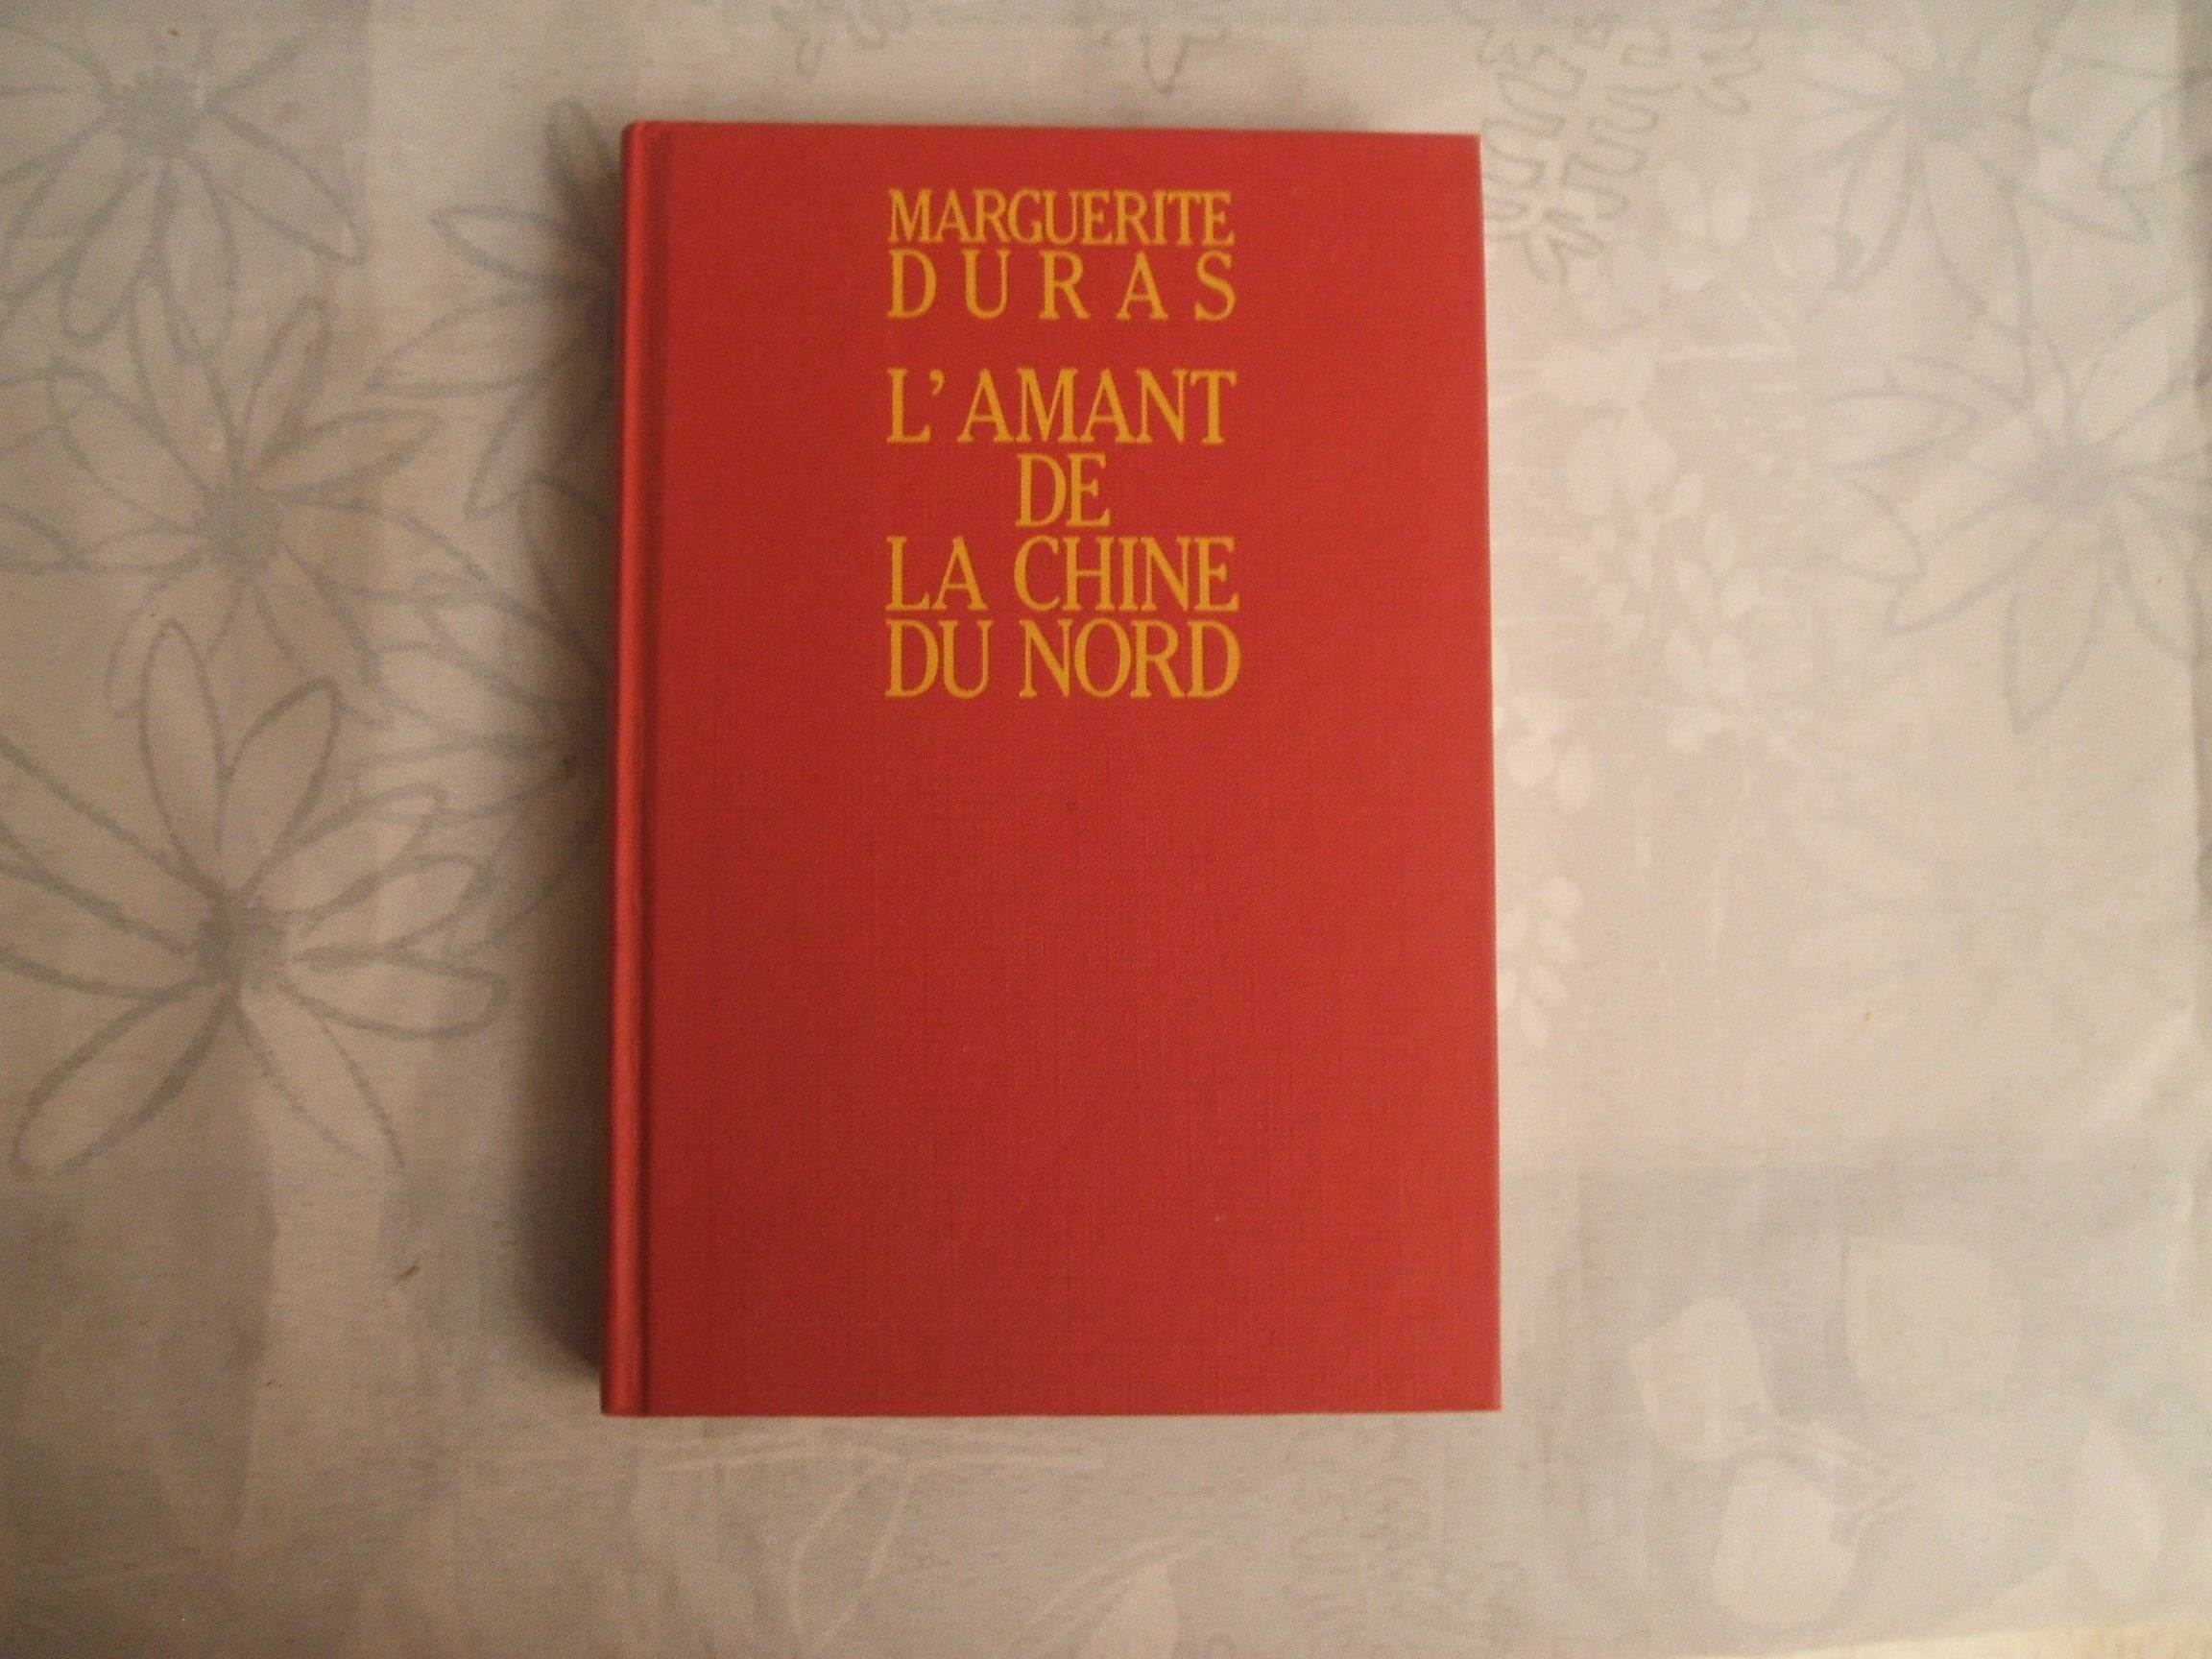 MARGUERITE
DURAS
L'AMANT
DE
LA CHINE
DU NORD